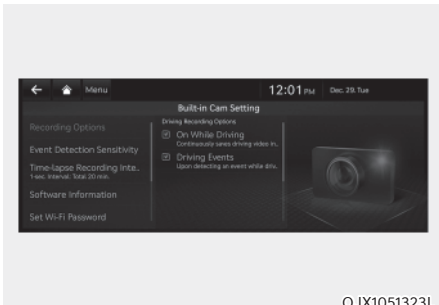 Menu
12:01 PM
Dec. 29. Tue
Built-in Cam Setting
Recording Options
Event Detection Sensitivity
Time-lapse Recording Inte..
1-sec. Interval: Total 20 min.
Software Information
Set Wi-Fi Password
Driving Recording Options
On While Driving
Continuously saves driving video in..
Driving Events
Upon detecting an event while driv..